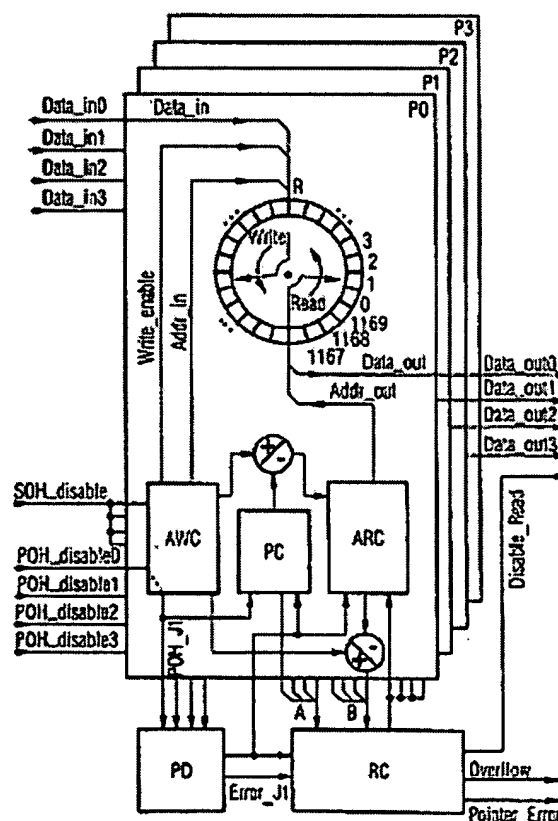 P3
P2
P1
P0
Data_in0
Data_in
Data_in1
Data_in2
Data_in3
R
Write
Read
3
2
1
0
1169
1168
1167
Write_enable
Addr_in
Data_out
Data_out0
Addr_out
Data_out1
Data_out2
Data_out3
+
-
SOH_disable
AWC
PC
ARC
Disable_Read
POH_disable0
POH_disable1
POH_disable2
POH_disable3
POH_J1
-
+
A
B
PD
RC
Error_J1
Overflow
Pointer_Error